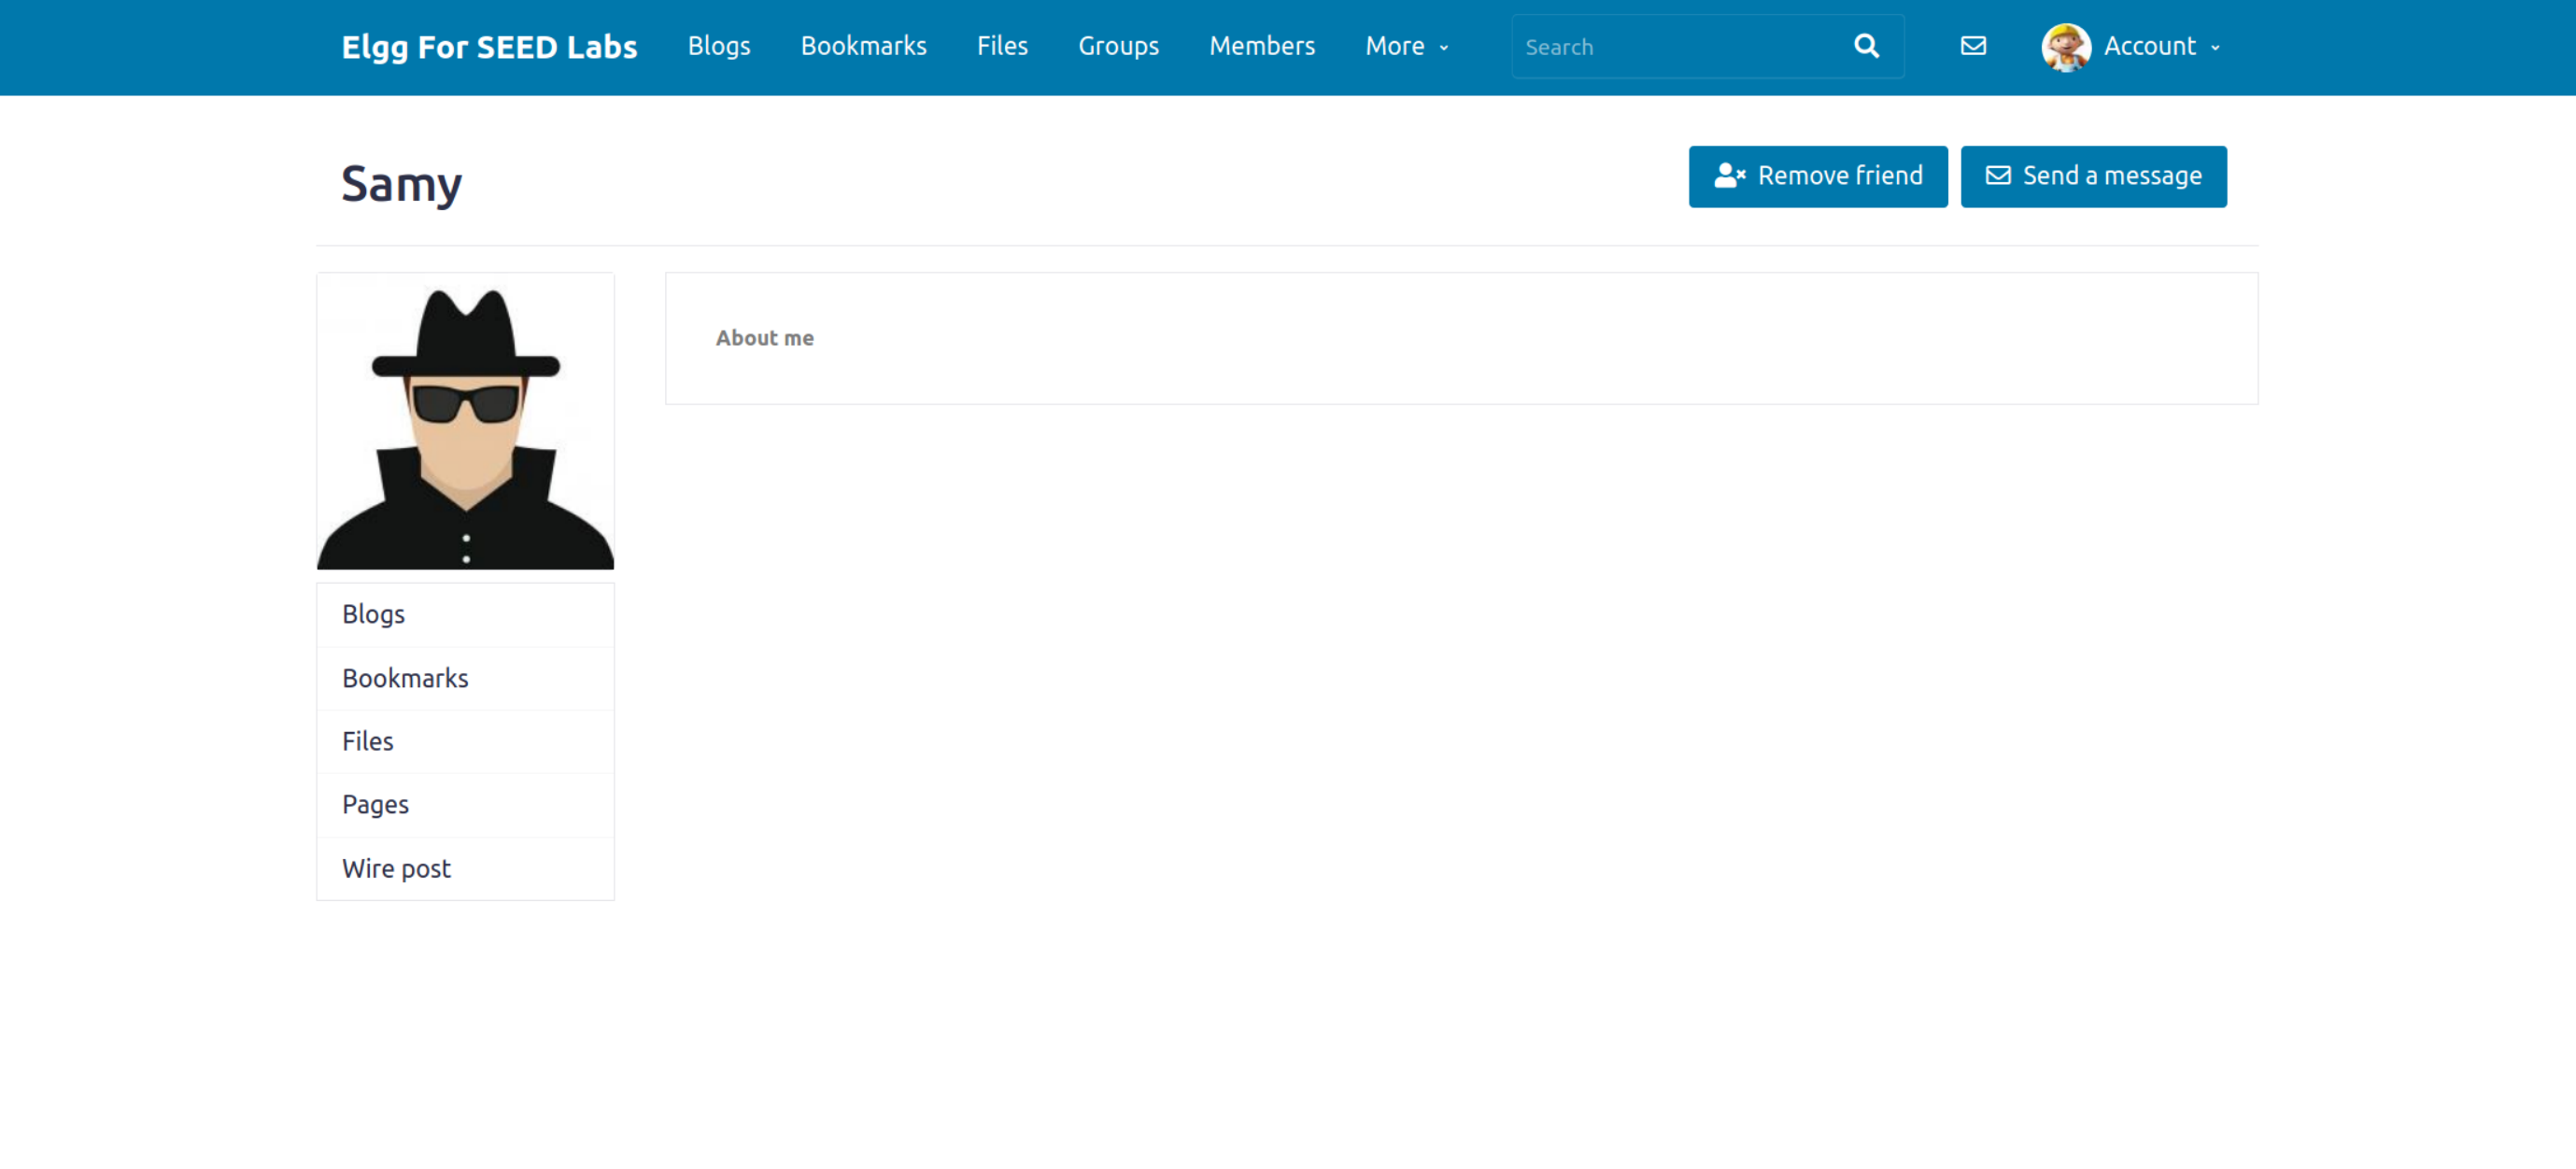 Elgg For SEED Labs Blogs Bookmarks Files Groups Members More Search Account
Samy
Remove friend Send a message
About me
Blogs
Bookmarks
Files
Pages
Wire post